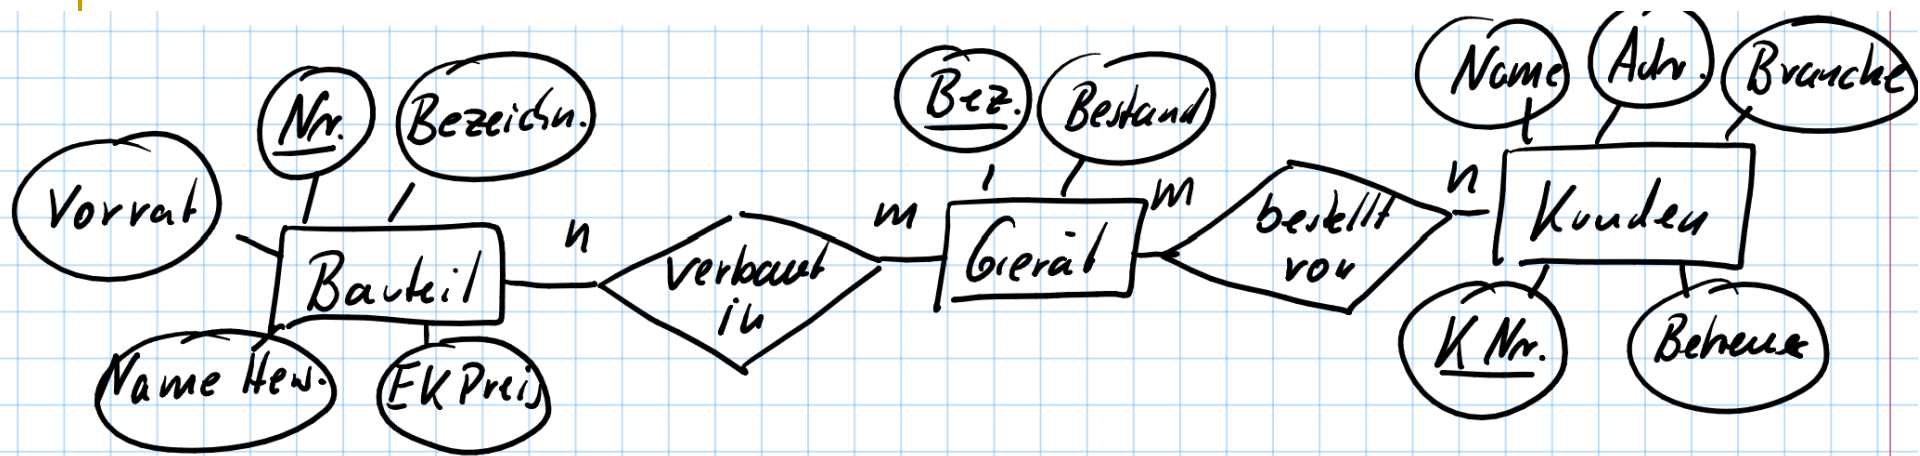 Name
Adr.
Branche
Bez.
Bestand
Nr.
Bezeichn.
Vorrat
n
m
m
n
Bauteil
verbaut
in
Gerät
bestellt
von
Kunden
Name Hew.
EK Preis
K Nr.
Betreuer